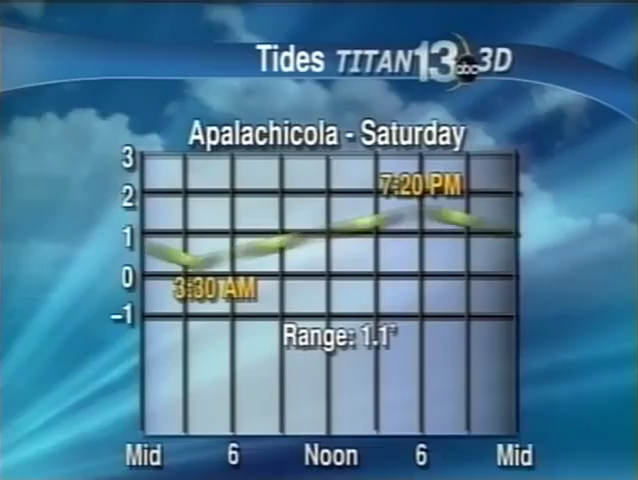 Tides TITAN 13 abc 3D
Apalachicola - Saturday
3
7:20 PM
2
1
0
3:30 AM
-1
Range: 1.1'
Mid 6 Noon 6 Mid